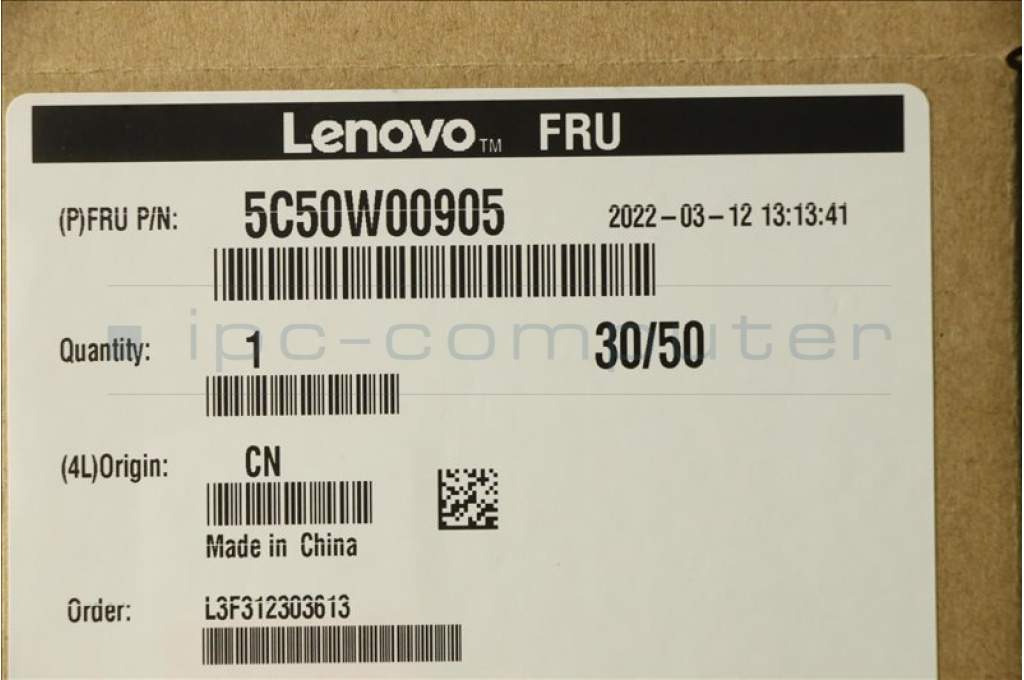 Lenovo™ FRU
(P)FRU P/N: 5C50W00905 2022-03-12 13:13:41
ipc-computer
Quantity: 1 30/50
(4L)Origin: CN
Made in China
Order: L3F312303613